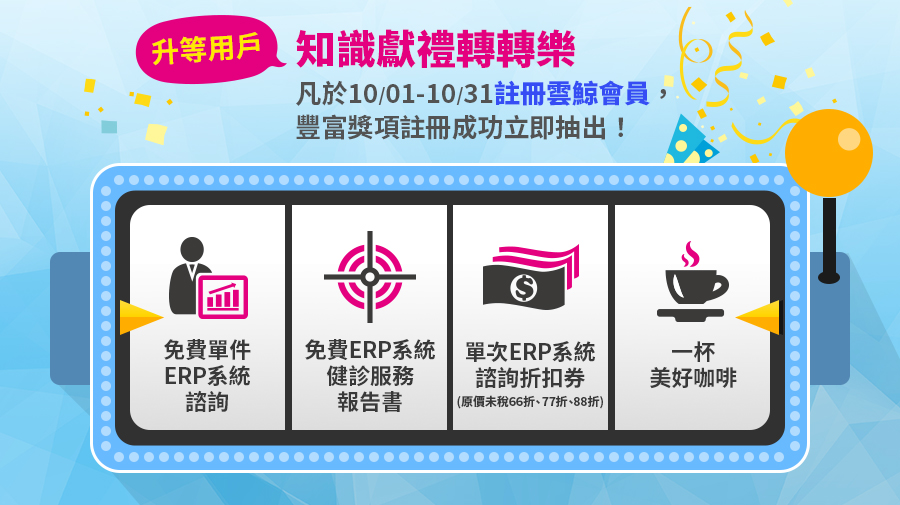 升等用戶
知識獻禮轉轉樂
凡於10/01-10/31註冊雲鯨會員，
豐富獎項註冊成功立即抽出！
免費單件
ERP系統
諮詢
免費ERP系統
健診服務
報告書
單次ERP系統
諮詢折扣券
(原價未稅66折、77折、88折)
一杯
美好咖啡
$